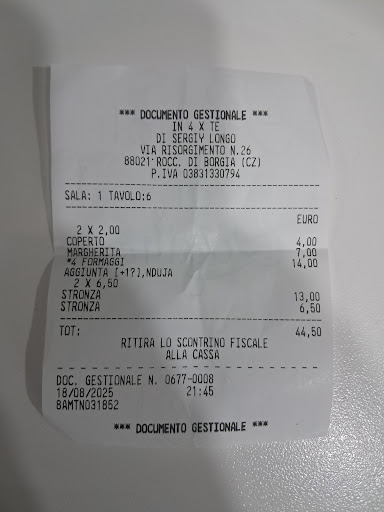 *** DOCUMENTO GESTIONALE ***
IN 4 X TE
DI SERGIY LONGO
VIA RISORGIMENTO N.26
88021 ROCC. DI BORGIA (CZ)
P.IVA 03831330794
SALA: 1 TAVOLO:6
EURO
2 X 2,00
COPERTO 4,00
MARGHERITA 7,00
*4 FORMAGGI 14,00
AGGIUNTA [+1?],NDUJA
2 X 6,50
STRONZA 13,00
STRONZA 6,50
TOT: 44,50
RITIRA LO SCONTRINO FISCALE
ALLA CASSA
DOC. GESTIONALE N. 0677-0008
18/08/2025 21:45
BAMTN031852
*** DOCUMENTO GESTIONALE ***